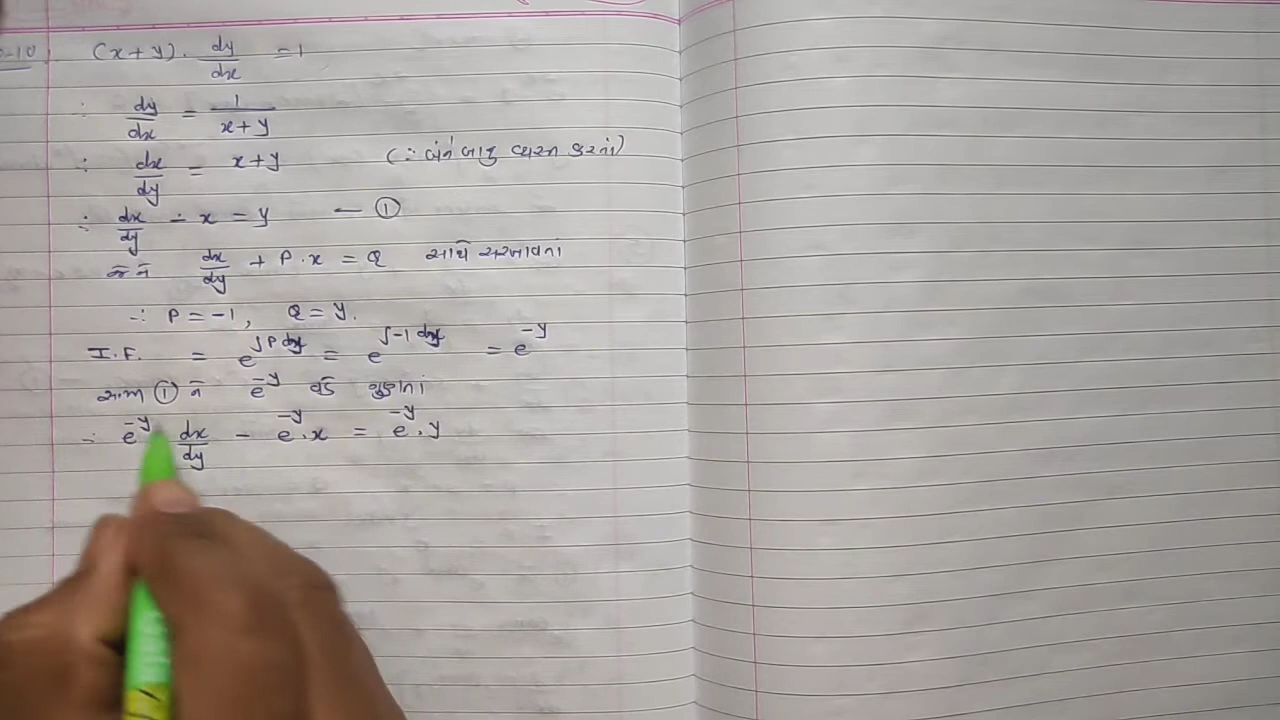 (x + y) · dy/dx = 1
∴ dy/dx = 1/(x + y)
∴ dx/dy = x + y (∵ બંને બાજુ વ્યસ્ત કરતાં)
∴ dx/dy - x = y — ①
જેને dx/dy + P · x = Q સાથે સરખાવતાં
∴ P = -1, Q = y.
I.F. = e^∫P dy = e^∫-1 dy = e^-y
સમી ① ને e^-y વડે ગુણતાં
∴ e^-y · dx/dy - e^-y · x = e^-y · y